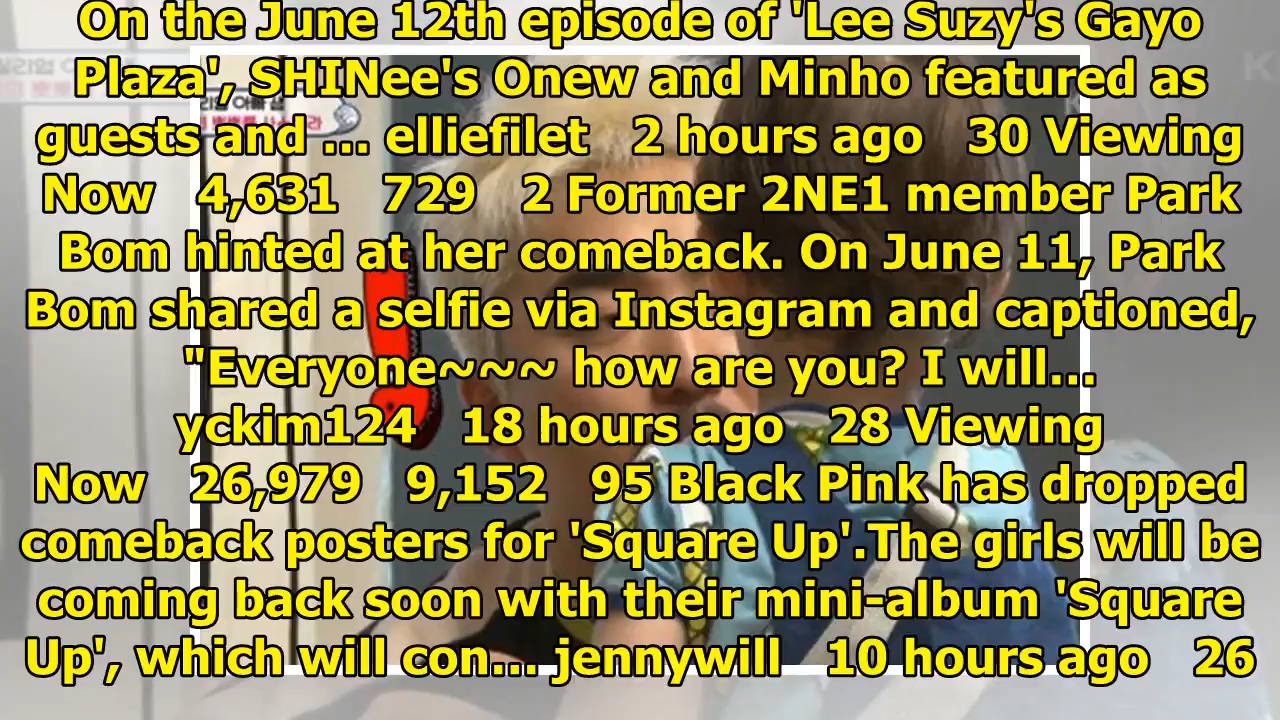 On the June 12th episode of 'Lee Suzy's Gayo
Plaza', SHINee's Onew and Minho featured as
guests and ... elliefilet 2 hours ago 30 Viewing
Now 4,631 729 2 Former 2NE1 member Park
Bom hinted at her comeback. On June 11, Park
Bom shared a selfie via Instagram and captioned,
"Everyone~~~ how are you? I will...
yckim124 18 hours ago 28 Viewing
Now 26,979 9,152 95 Black Pink has dropped
comeback posters for 'Square Up'.The girls will be
coming back soon with their mini-album 'Square
Up', which will con... jennywill 10 hours ago 26